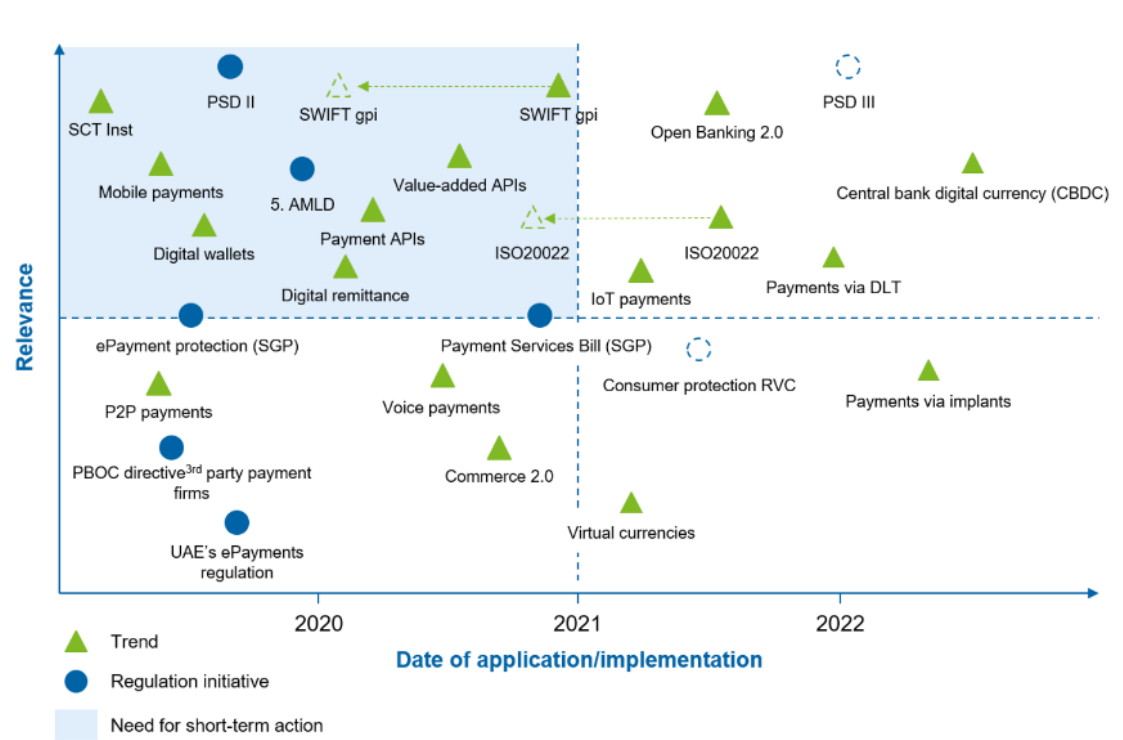 PSD II
SWIFT gpi
SWIFT gpi
PSD III
SCT Inst
Open Banking 2.0
Mobile payments
5. AMLD
Value-added APIs
Central bank digital currency (CBDC)
Digital wallets
Payment APIs
ISO20022
ISO20022
Digital remittance
IoT payments
Payments via DLT
Relevance
ePayment protection (SGP)
Payment Services Bill (SGP)
Consumer protection RVC
P2P payments
Voice payments
Payments via implants
PBOC directive3rd party payment
firms
Commerce 2.0
Virtual currencies
UAE's ePayments
regulation
2020
2021
2022
Date of application/implementation
Trend
Regulation initiative
Need for short-term action